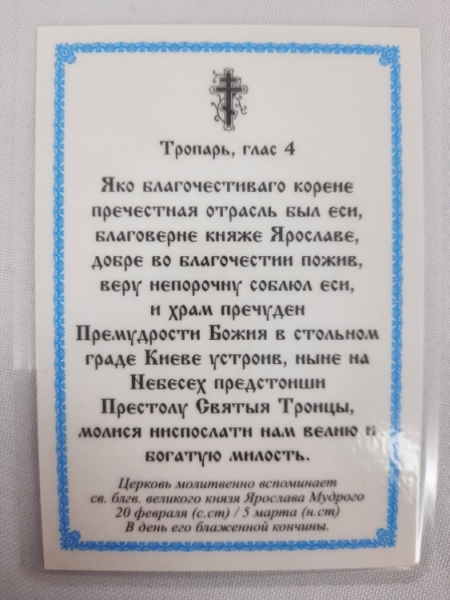 Тропарь, глас 4
Яко благочестиваго корене
пречестная отрасль был еси,
благоверне княже Ярославе,
добре во благочестии пожив,
веру непорочну соблюл еси,
и храм пречуден
Премудрости Божия в стольном
граде Киеве устроив, ныне на
Небесех предстоиши
Престолу Святыя Троицы,
молися ниспослати нам велию и
богатую милость.
Церковь молитвенно вспоминает
св. блгв. великого князя Ярослава Мудрого
20 февраля (с.ст) / 5 марта (н.ст)
В день его блаженной кончины.